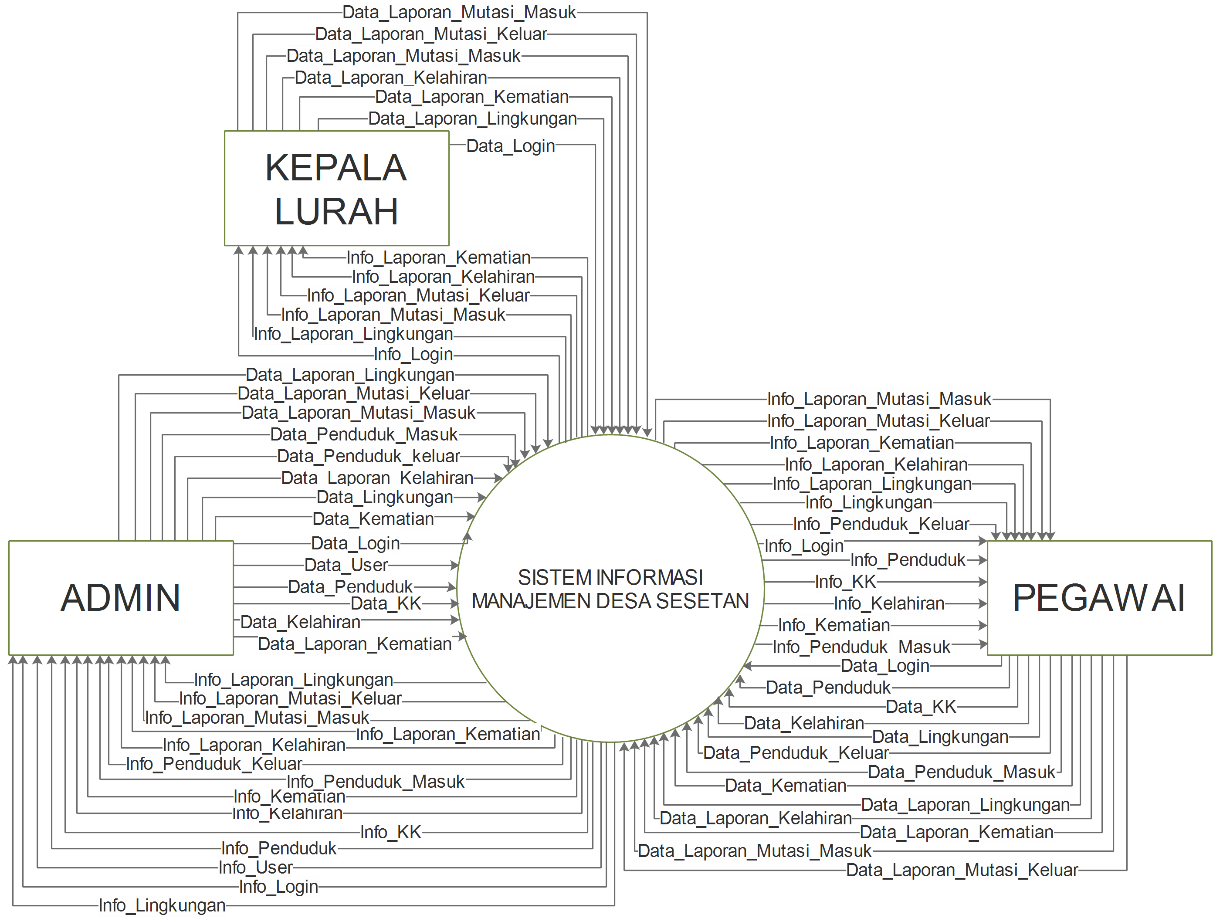 Data_Laporan_Mutasi_Masuk
Data_Laporan_Mutasi_Keluar
Data_Laporan_Mutasi_Masuk
Data_Laporan_Kelahiran
Data_Laporan_Kematian
Data_Laporan_Lingkungan
Data_Login
KEPALA
LURAH
Info_Laporan_Kematian
Info_Laporan_Kelahiran
Info_Laporan_Mutasi_Keluar
Info_Laporan_Mutasi_Masuk
Info_Laporan_Lingkungan
Info_Login
Data_Laporan_Lingkungan
Data_Laporan_Mutasi_Keluar
Data_Laporan_Mutasi_Masuk
Data_Penduduk_Masuk
Data_Penduduk_keluar
Data_Laporan_Kelahiran
Data_Lingkungan
Data_Kematian
Data_Login
Data_User
Data_Penduduk
Data_KK
Data_Kelahiran
Data_Laporan_Kematian
ADMIN
SISTEM INFORMASI
MANAJEMEN DESA SESETAN
Info_Laporan_Mutasi_Masuk
Info_Laporan_Mutasi_Keluar
Info_Laporan_Kematian
Info_Laporan_Kelahiran
Info_Laporan_Lingkungan
Info_Lingkungan
Info_Penduduk_Keluar
Info_Login
Info_Penduduk
Info_KK
Info_Kelahiran
Info_Kematian
Info_Penduduk_Masuk
PEGAWAI
Data_Login
Data_Penduduk
Data_KK
Data_Kelahiran
Data_Lingkungan
Data_Penduduk_Keluar
Data_Penduduk_Masuk
Data_Kematian
Data_Laporan_Lingkungan
Data_Laporan_Kelahiran
Data_Laporan_Kematian
Data_Laporan_Mutasi_Masuk
Data_Laporan_Mutasi_Keluar
Info_Laporan_Lingkungan
Info_Laporan_Mutasi_Keluar
Info_Laporan_Mutasi_Masuk
Info_Laporan_Kematian
Info_Laporan_Kelahiran
Info_Penduduk_Keluar
Info_Penduduk_Masuk
Info_Kematian
Info_Kelahiran
Info_KK
Info_Penduduk
Info_User
Info_Login
Info_Lingkungan